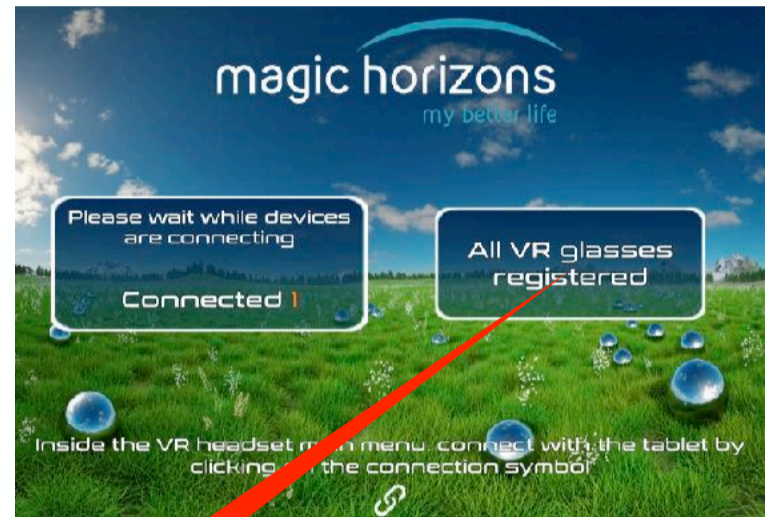 magic horizons
my better life
Please wait while devices
are connecting
Connected 1
All VR glasses
registered
Inside the VR headset main menu, connect with the tablet by
clicking on the connection symbol